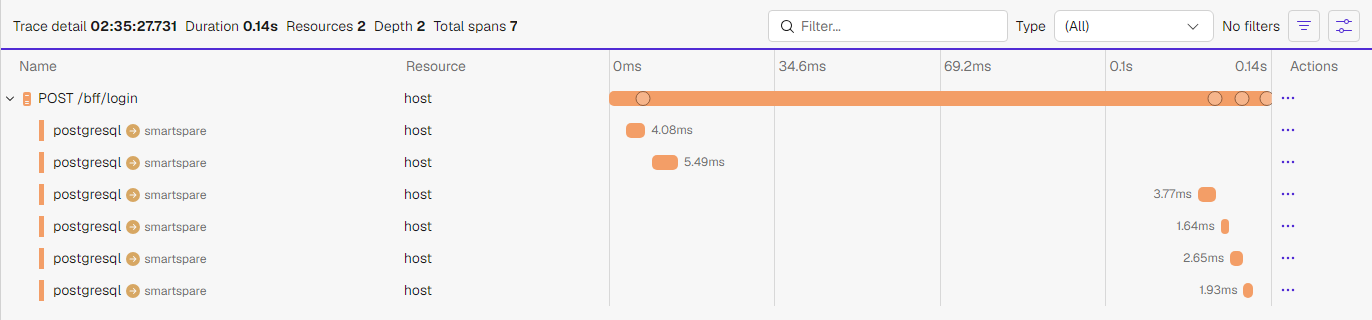 Trace detail 02:35:27.731 Duration 0.14s Resources 2 Depth 2 Total spans 7 Filter... Type (All) No filters
Name Resource 0ms 34.6ms 69.2ms 0.1s 0.14s Actions
POST /bff/login host
postgresql smartspare host 4.08ms
postgresql smartspare host 5.49ms
postgresql smartspare host 3.77ms
postgresql smartspare host 1.64ms
postgresql smartspare host 2.65ms
postgresql smartspare host 1.93ms